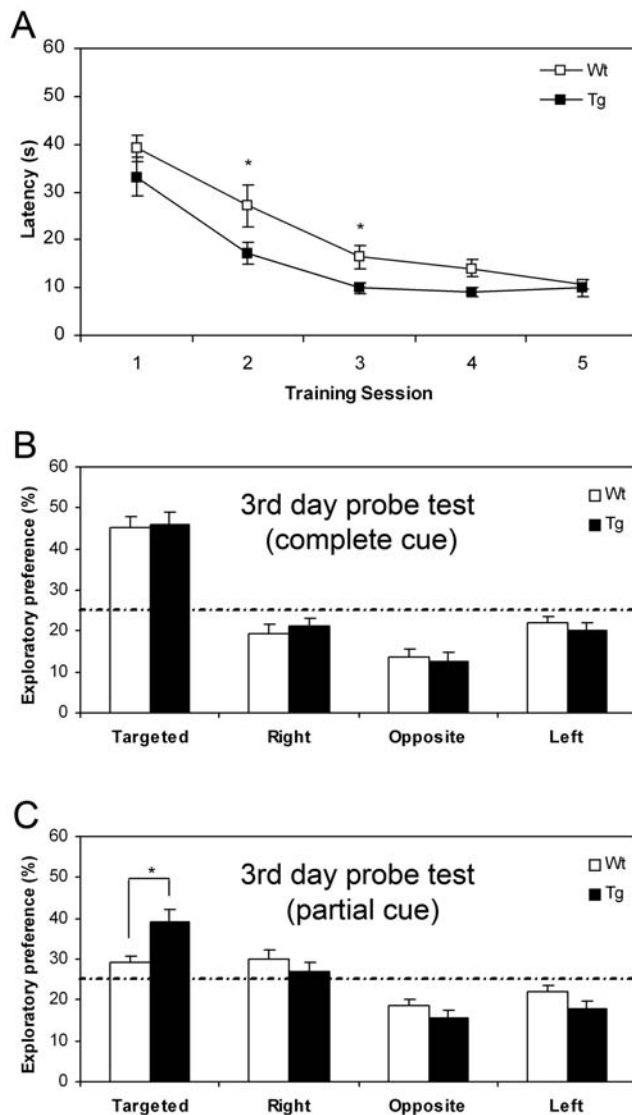 A
60
50
40
30
20
10
0
Latency (s)
Wt
Tg
*
*
1 2 3 4 5
Training Session
B
60
50
40
30
20
10
0
Exploratory preference (%)
3rd day probe test
(complete cue)
Wt
Tg
Targeted Right Opposite Left
C
60
50
40
30
20
10
0
Exploratory preference (%)
*
3rd day probe test
(partial cue)
Wt
Tg
Targeted Right Opposite Left